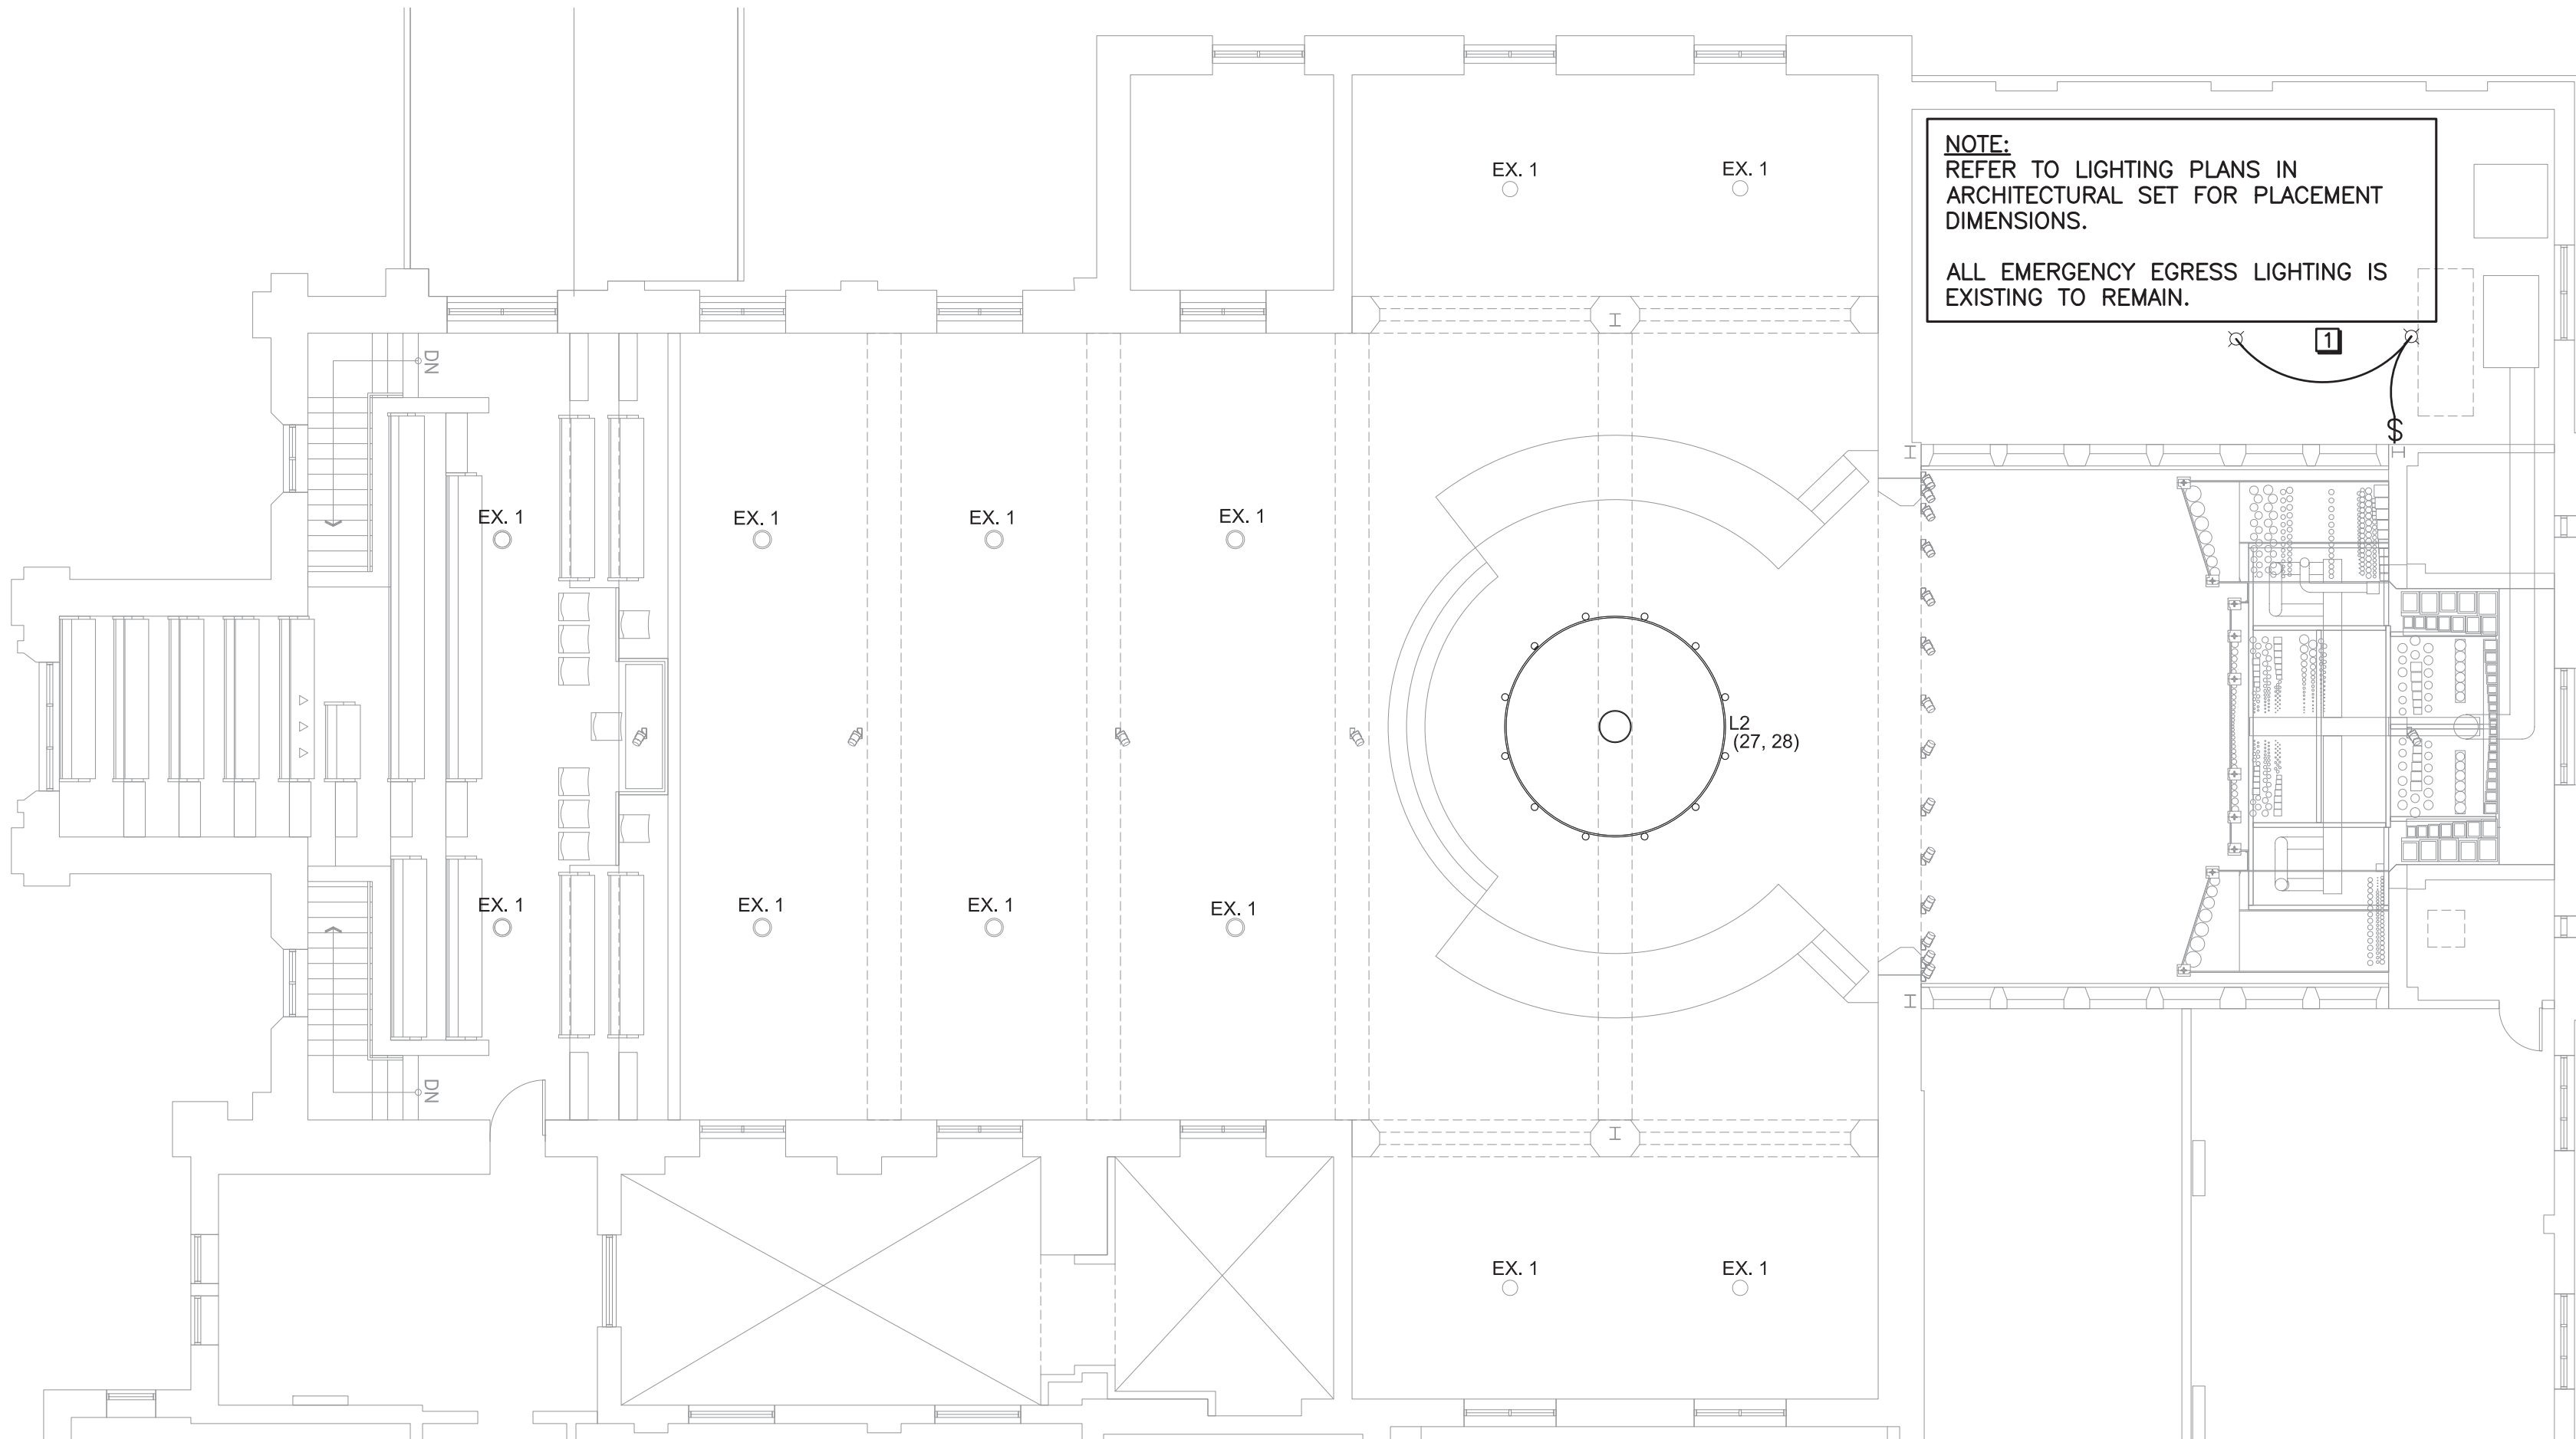 EX. 1
EX. 1
NOTE:
REFER TO LIGHTING PLANS IN
ARCHITECTURAL SET FOR PLACEMENT
DIMENSIONS.
ALL EMERGENCY EGRESS LIGHTING IS
EXISTING TO REMAIN.
1
DN
$
EX. 1
EX. 1
EX. 1
EX. 1
L2
(27, 28)
EX. 1
EX. 1
EX. 1
EX. 1
DN
EX. 1
EX. 1